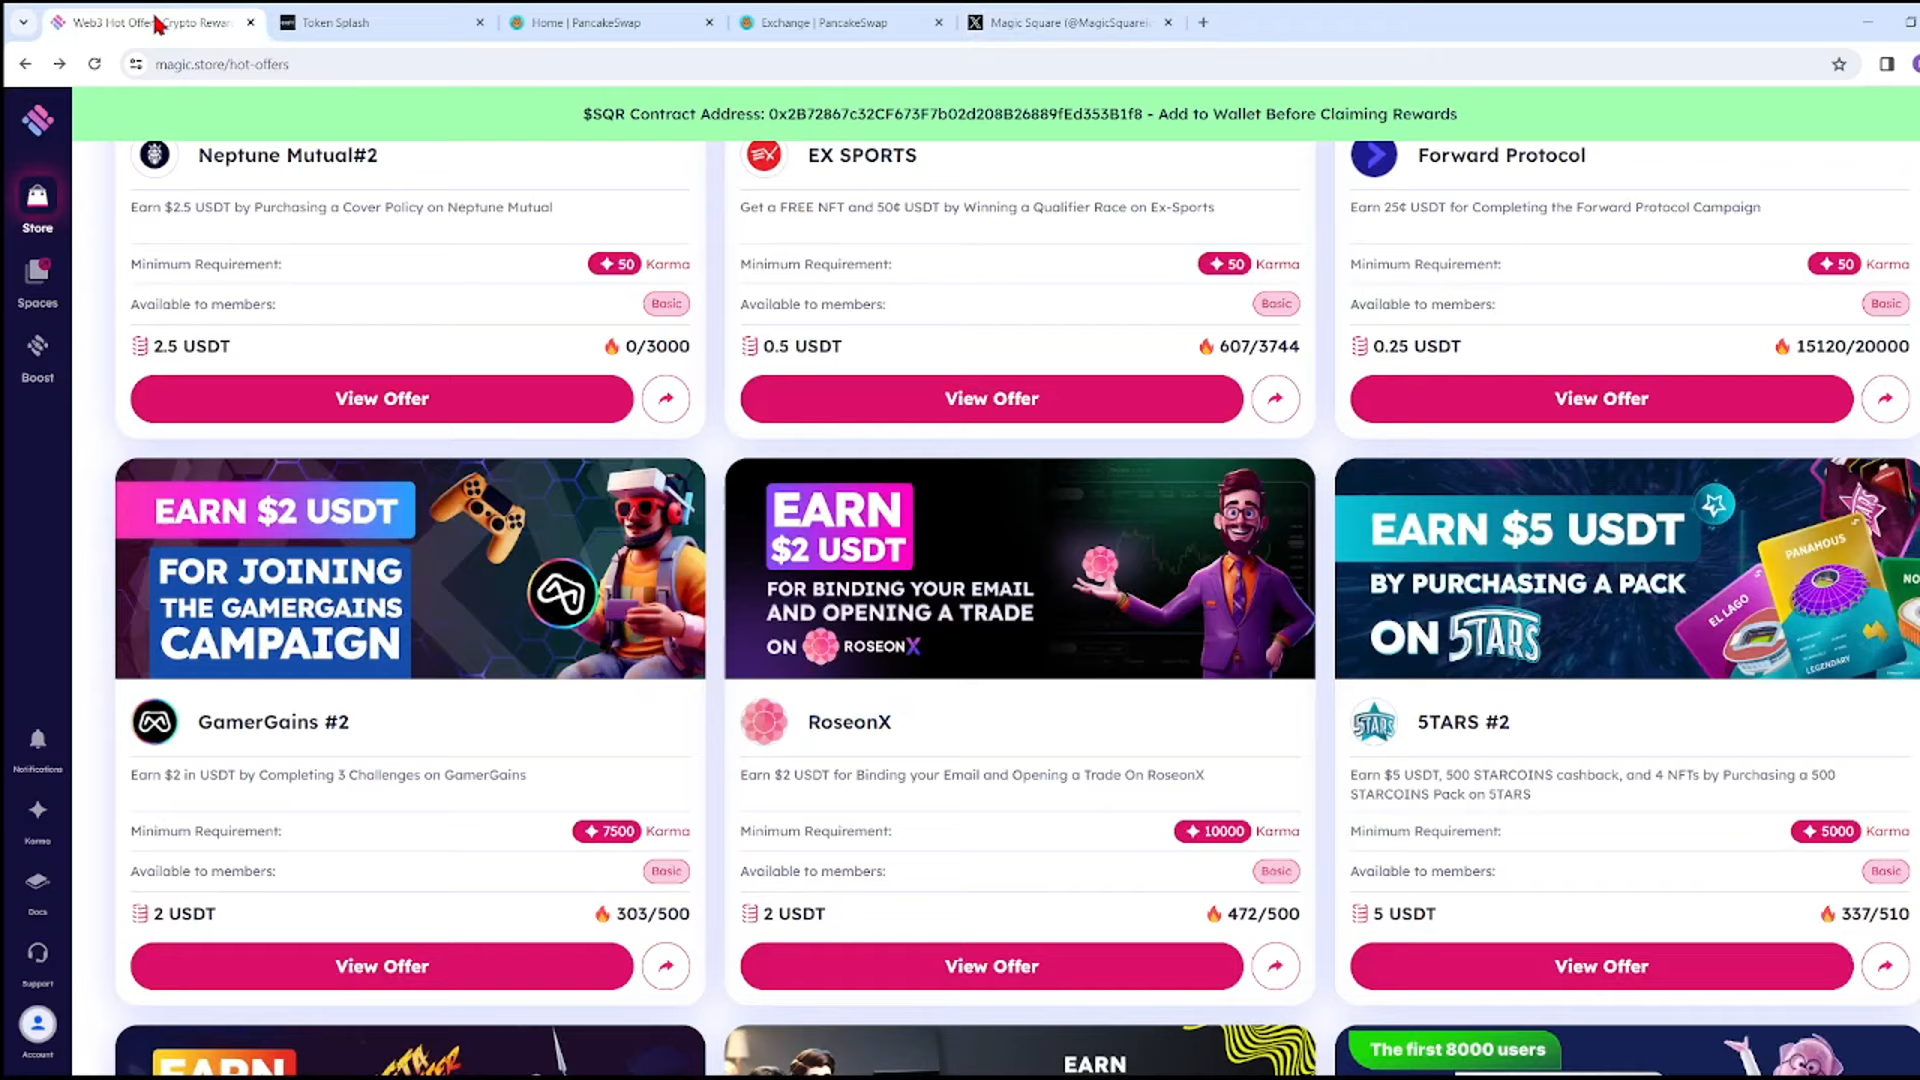 Web3 Hot Offers
Crypto Rewar
Token Splash
Home | PancakeSwap
Exchange | PancakeSwap
Magic Square (@MagicSquare
magic.store/hot-offers
$SQR Contract Address: 0x2B72867c32CF673F7b02d208B26889fEd353B1f8 - Add to Wallet Before Claiming Rewards
Store
Spaces
Boost
Notifications
Karma
Docs
Support
Account
Neptune Mutual#2
Earn $2.5 USDT by Purchasing a Cover Policy on Neptune Mutual
Minimum Requirement:
50 Karma
Available to members:
Basic
2.5 USDT
0/3000
View Offer
EX
EX SPORTS
Get a FREE NFT and 50¢ USDT by Winning a Qualifier Race on Ex-Sports
Minimum Requirement:
50 Karma
Available to members:
Basic
0.5 USDT
607/3744
View Offer
Forward Protocol
Earn 25¢ USDT for Completing the Forward Protocol Campaign
Minimum Requirement:
50 Karma
Available to members:
Basic
0.25 USDT
15120/20000
View Offer
EARN $2 USDT
FOR JOINING
THE GAMERGAINS
CAMPAIGN
GamerGains #2
Earn $2 in USDT by Completing 3 Challenges on GamerGains
Minimum Requirement:
7500 Karma
Available to members:
Basic
2 USDT
303/500
View Offer
EARN
$2 USDT
FOR BINDING YOUR EMAIL
AND OPENING A TRADE
ON ROSEONX
RoseonX
Earn $2 USDT for Binding your Email and Opening a Trade On RoseonX
Minimum Requirement:
10000 Karma
Available to members:
Basic
2 USDT
472/500
View Offer
EARN $5 USDT
BY PURCHASING A PACK
ON 5TARS
EL LAGO
PANAHOUS
LEGENDARY
NO
5TARS
5TARS #2
Earn $5 USDT, 500 STARCOINS cashback, and 4 NFTs by Purchasing a 500
STARCOINS Pack on 5TARS
Minimum Requirement:
5000 Karma
Available to members:
Basic
5 USDT
337/510
View Offer
EARN
EARN
The first 8000 users